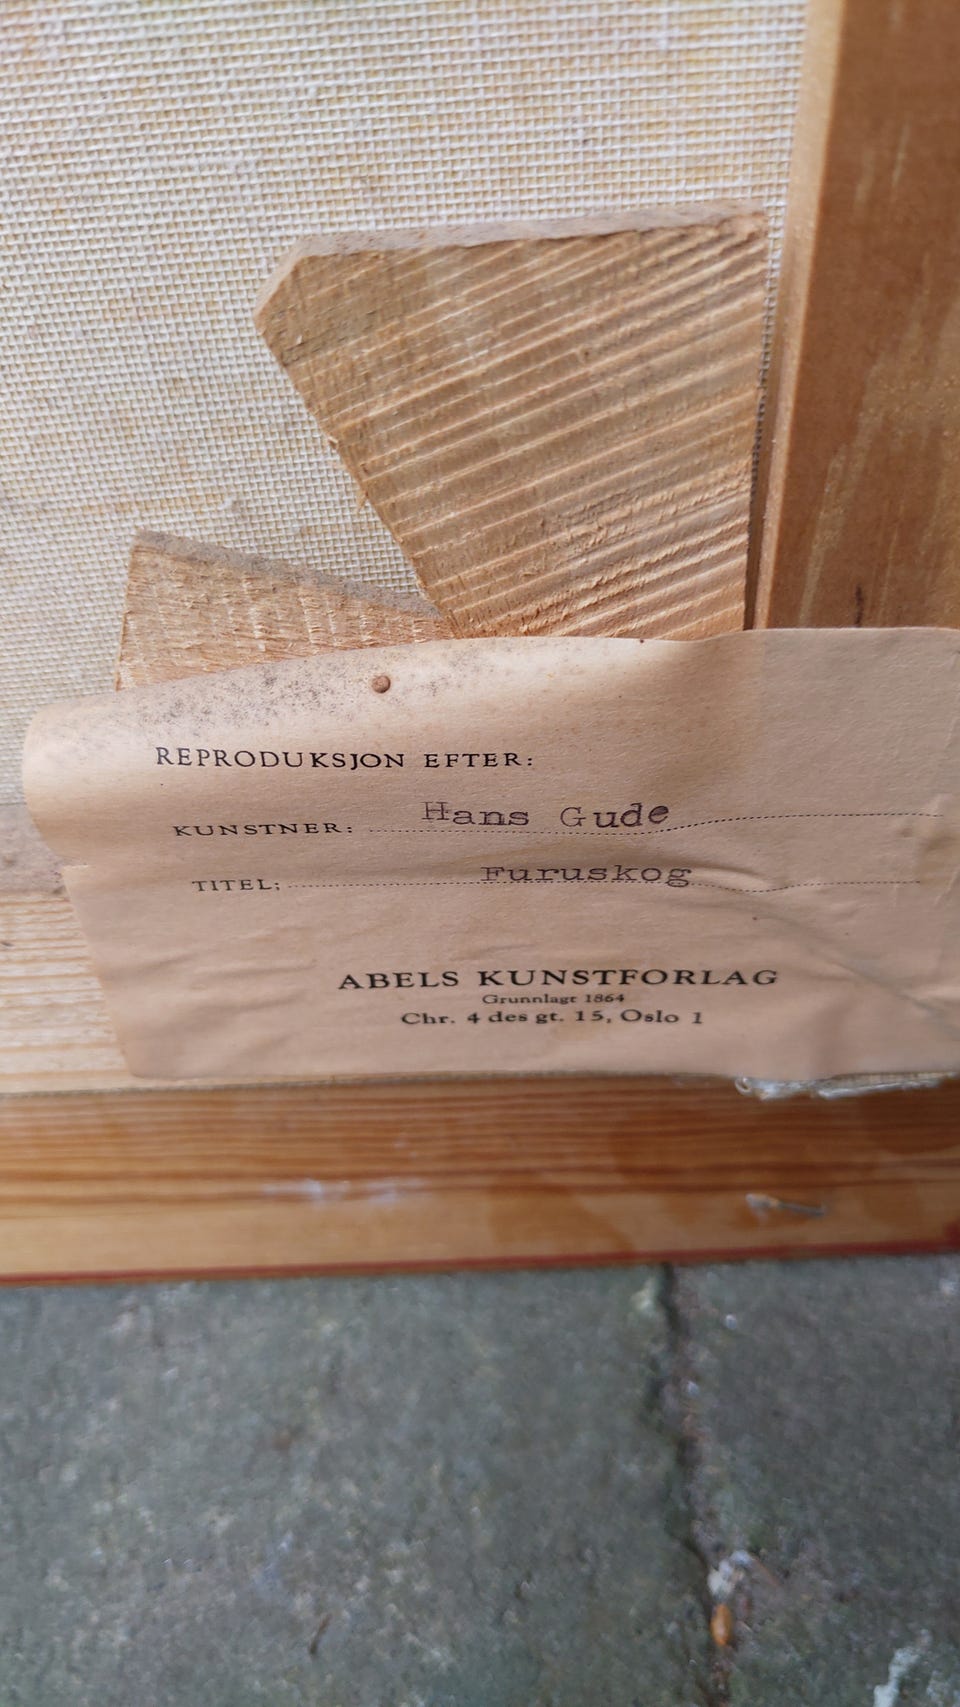 REPRODUKSJON EFTER:
KUNSTNER: Hans Gude
TITEL: Furuskog
ABELS KUNSTFORLAG
Grunnlagt 1864
Chr. 4 des gt. 15, Oslo 1